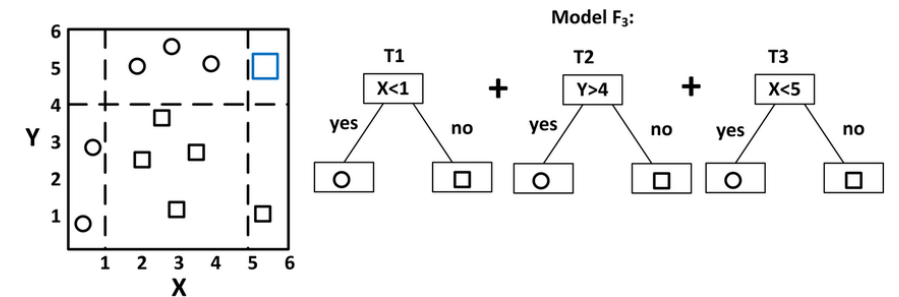 Model F3:
T1
T2
T3
X<1
+
Y>4
+
X<5
yes
no
yes
no
yes
no
Y
6
5
4
3
2
1
1 2 3 4 5 6
X